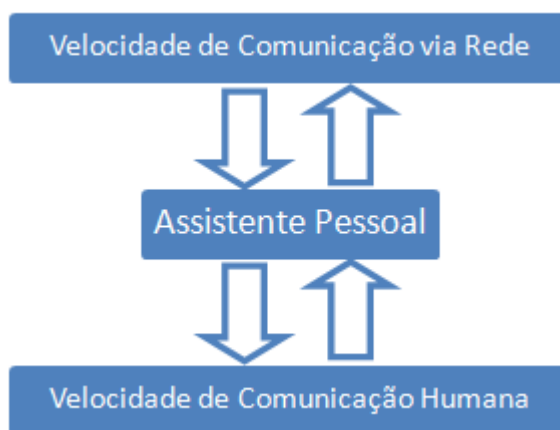 Velocidade de Comunicação via Rede
Assistente Pessoal
Velocidade de Comunicação Humana